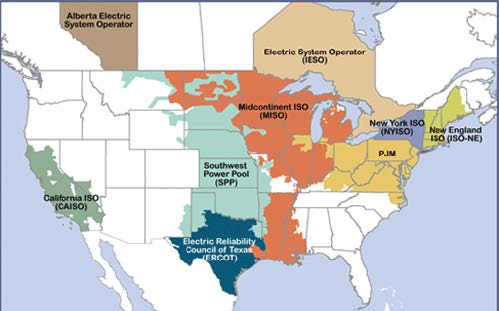 Alberta Electric
System Operator
Electric System Operator
(IESO)
Midcontinent ISO
(MISO)
New York ISO
(NYISO)
New England
ISO (ISO-NE)
PJM
Southwest
Power Pool
(SPP)
California ISO
(CAISO)
Electric Reliability
Council of Texas
(ERCOT)